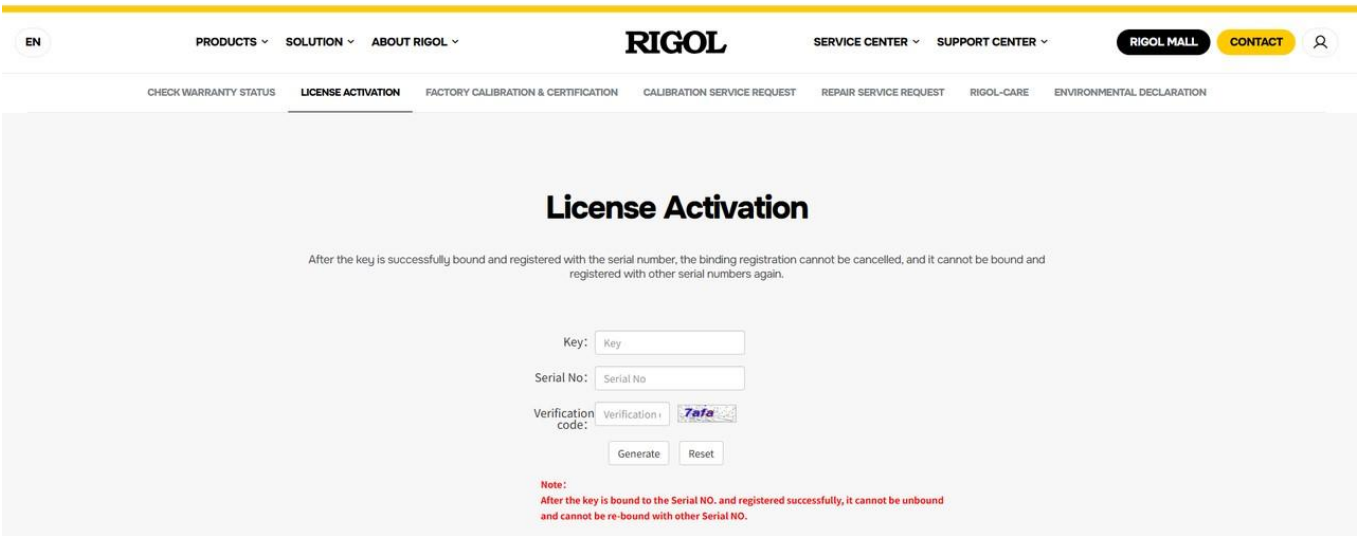 EN
PRODUCTS SOLUTION ABOUT RIGOL RIGOL SERVICE CENTER SUPPORT CENTER RIGOL MALL CONTACT
CHECK WARRANTY STATUS LICENSE ACTIVATION FACTORY CALIBRATION & CERTIFICATION CALIBRATION SERVICE REQUEST REPAIR SERVICE REQUEST RIGOL-CARE ENVIRONMENTAL DECLARATION
License Activation
After the key is successfully bound and registered with the serial number, the binding registration cannot be cancelled, and it cannot be bound and
registered with other serial numbers again.
Key: Key
Serial No: Serial No
Verification code: Verification 7afa
Generate Reset
Note:
After the key is bound to the Serial NO. and registered successfully, it cannot be unbound
and cannot be re-bound with other Serial NO.